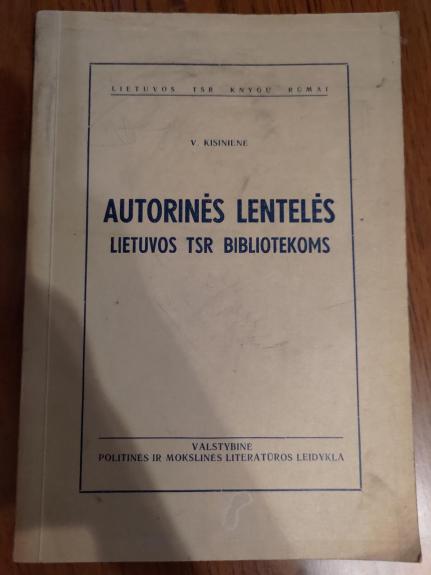 LIETUVOS TSR KNYGŲ RŪMAI
V. KISINIENĖ
AUTORINĖS LENTELĖS
LIETUVOS TSR BIBLIOTEKOMS
VALSTYBINĖ
POLITINĖS IR MOKSLINĖS LITERATŪROS LEIDYKLA